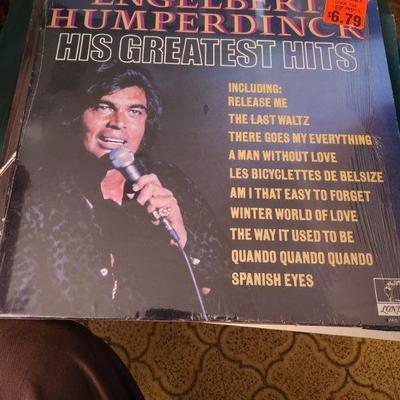 ENGELBERT
HUMPERDINCK
HIS GREATEST HITS
$6.79
INCLUDING:
RELEASE ME
THE LAST WALTZ
THERE GOES MY EVERYTHING
A MAN WITHOUT LOVE
LES BICYCLETTES DE BELSIZE
AM I THAT EASY TO FORGET
WINTER WORLD OF LOVE
THE WAY IT USED TO BE
QUANDO QUANDO QUANDO
SPANISH EYES
LONDON